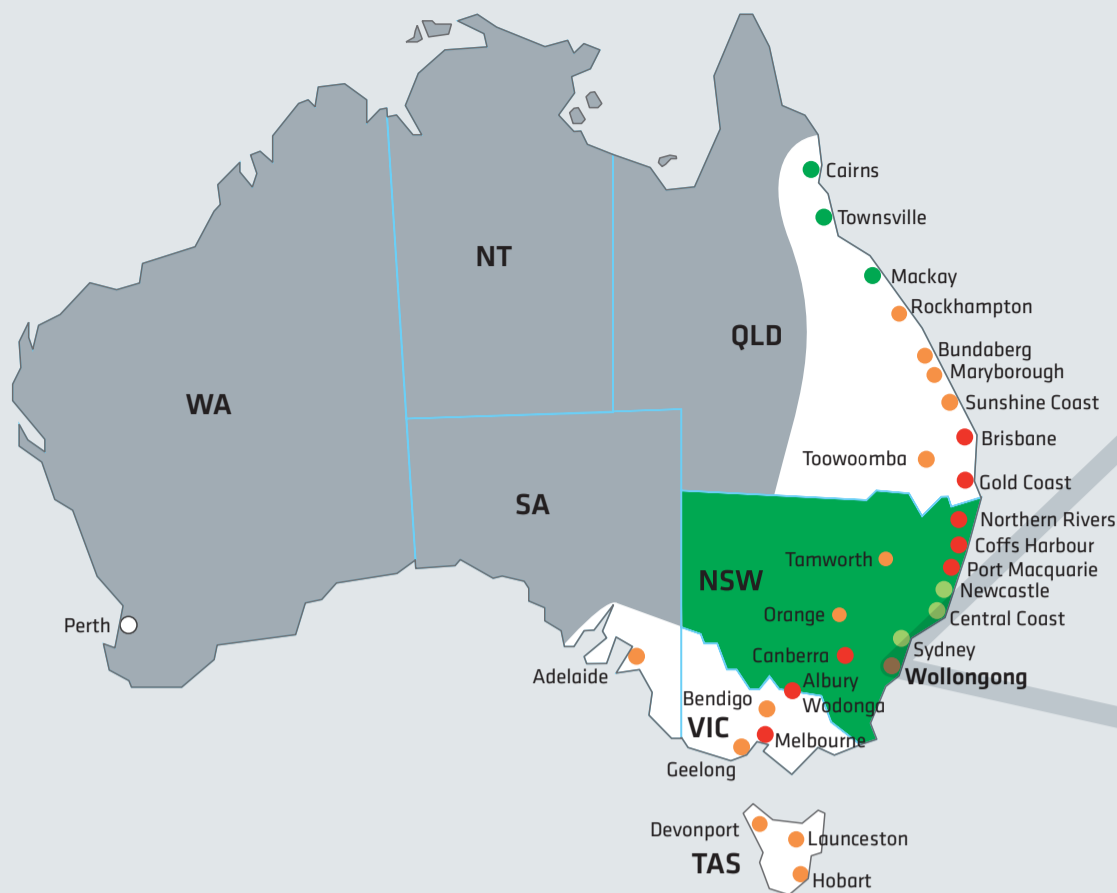 Cairns
Townsville
NT
Mackay
Rockhampton
QLD
Bundaberg
Maryborough
WA
Sunshine Coast
Brisbane
Toowoomba
Gold Coast
SA
Northern Rivers
Coffs Harbour
Tamworth
Port Macquarie
NSW
Newcastle
Orange
Central Coast
Perth
Sydney
Canberra
Adelaide
Wollongong
Albury
Wodonga
Bendigo
VIC
Melbourne
Geelong
Devonport
Launceston
TAS
Hobart